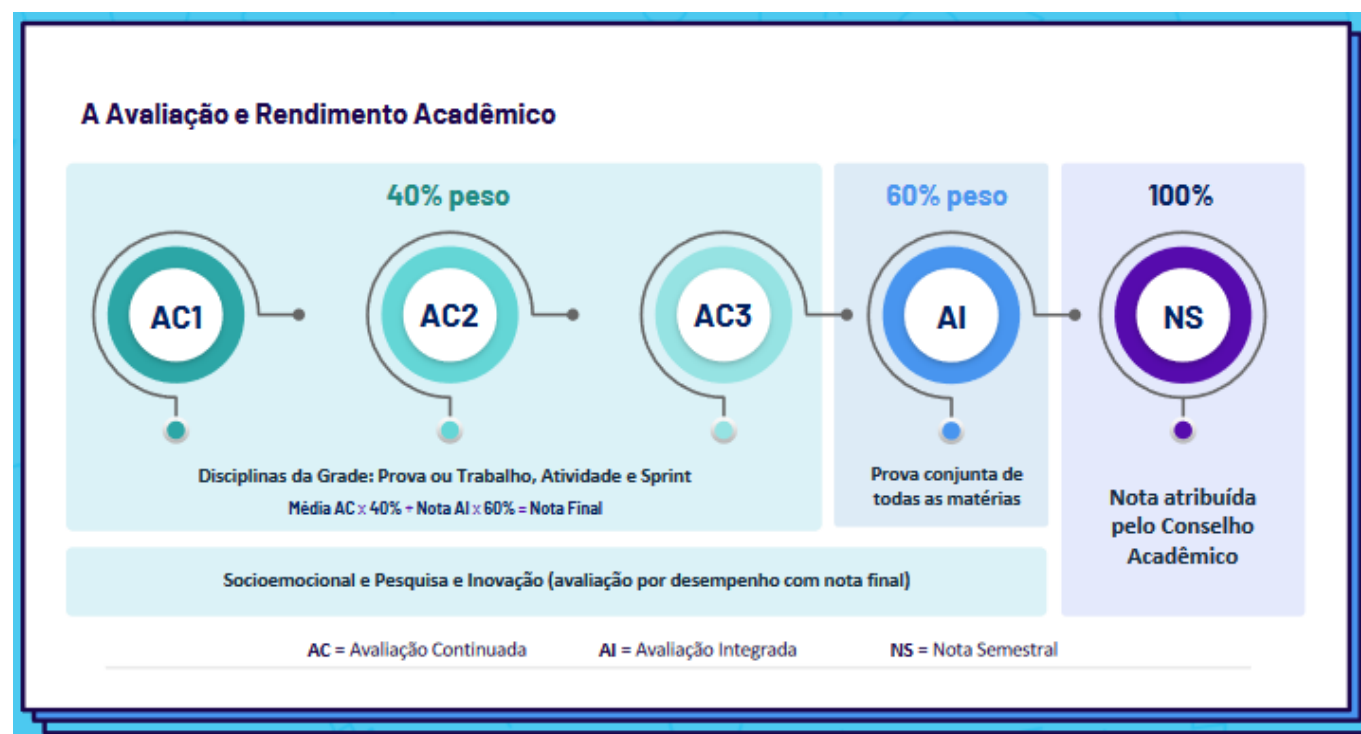 A Avaliação e Rendimento Acadêmico
40% peso
60% peso
100%
AC1
AC2
AC3
AI
NS
Disciplinas da Grade: Prova ou Trabalho, Atividade e Sprint
Média AC x 40% + Nota AI x 60% = Nota Final
Prova conjunta de
todas as matérias
Nota atribuída
pelo Conselho
Acadêmico
Socioemocional e Pesquisa e Inovação (avaliação por desempenho com nota final)
AC = Avaliação Continuada
AI = Avaliação Integrada
NS = Nota Semestral